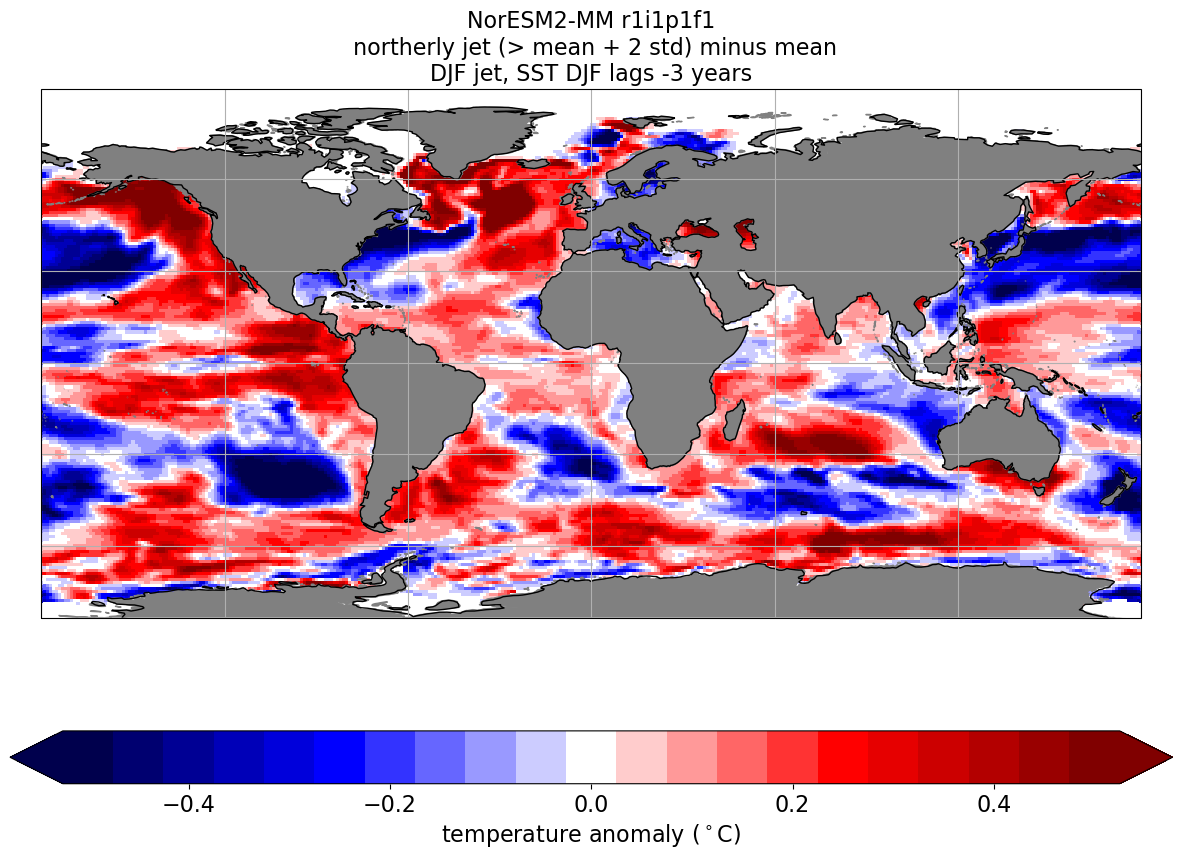 NorESM2-MM r1i1p1f1
northerly jet (> mean + 2 std) minus mean
DJF jet, SST DJF lags -3 years
−0.4 −0.2 0.0 0.2 0.4
temperature anomaly (°C)